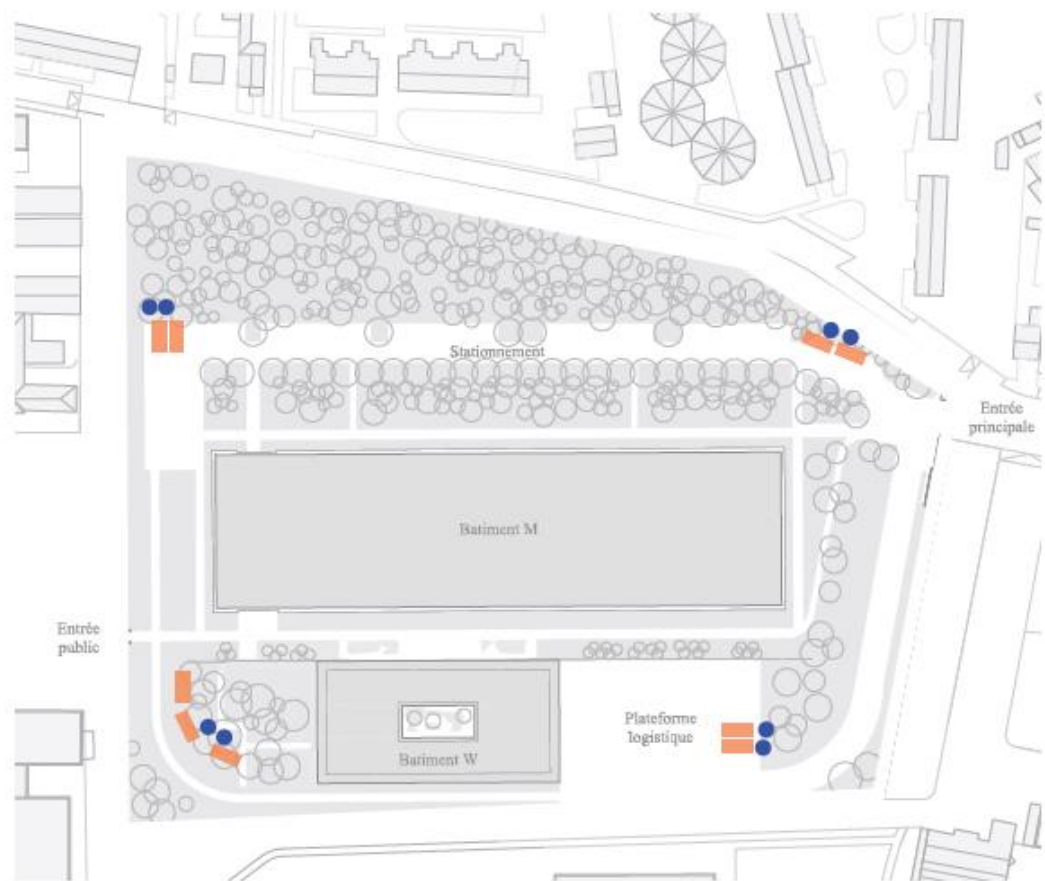 Stationnement
Entrée
principale
Batiment M
Entrée
public
Plateforme
logistique
Batiment W